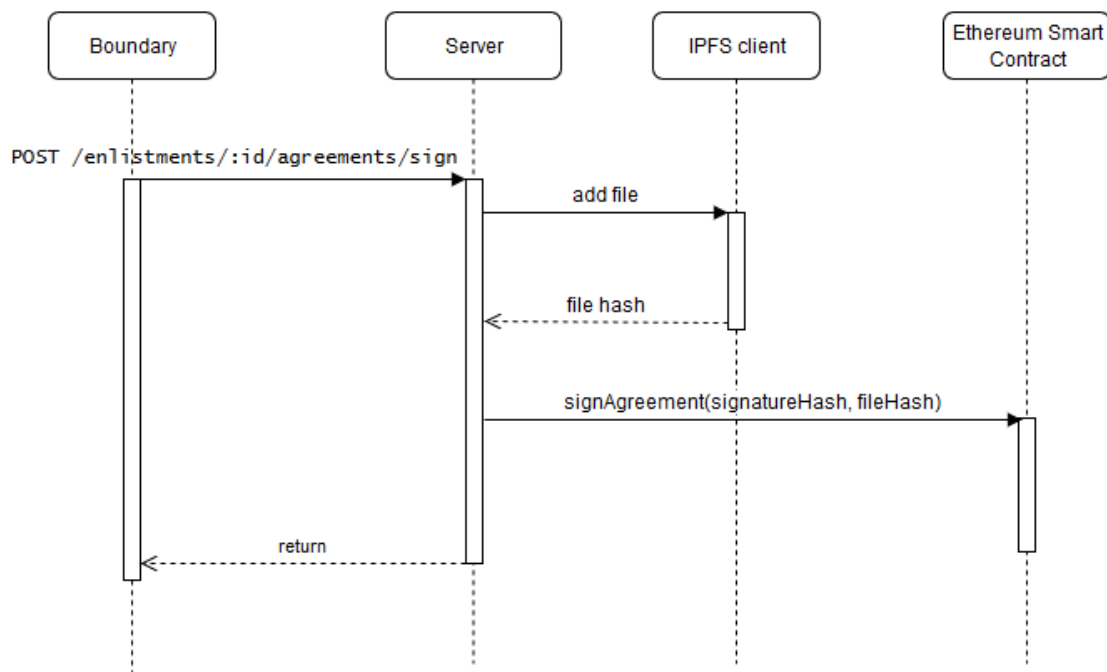 Boundary
Server
IPFS client
Ethereum Smart
Contract
POST /enlistments/:id/agreements/sign
add file
file hash
signAgreement(signatureHash, fileHash)
return